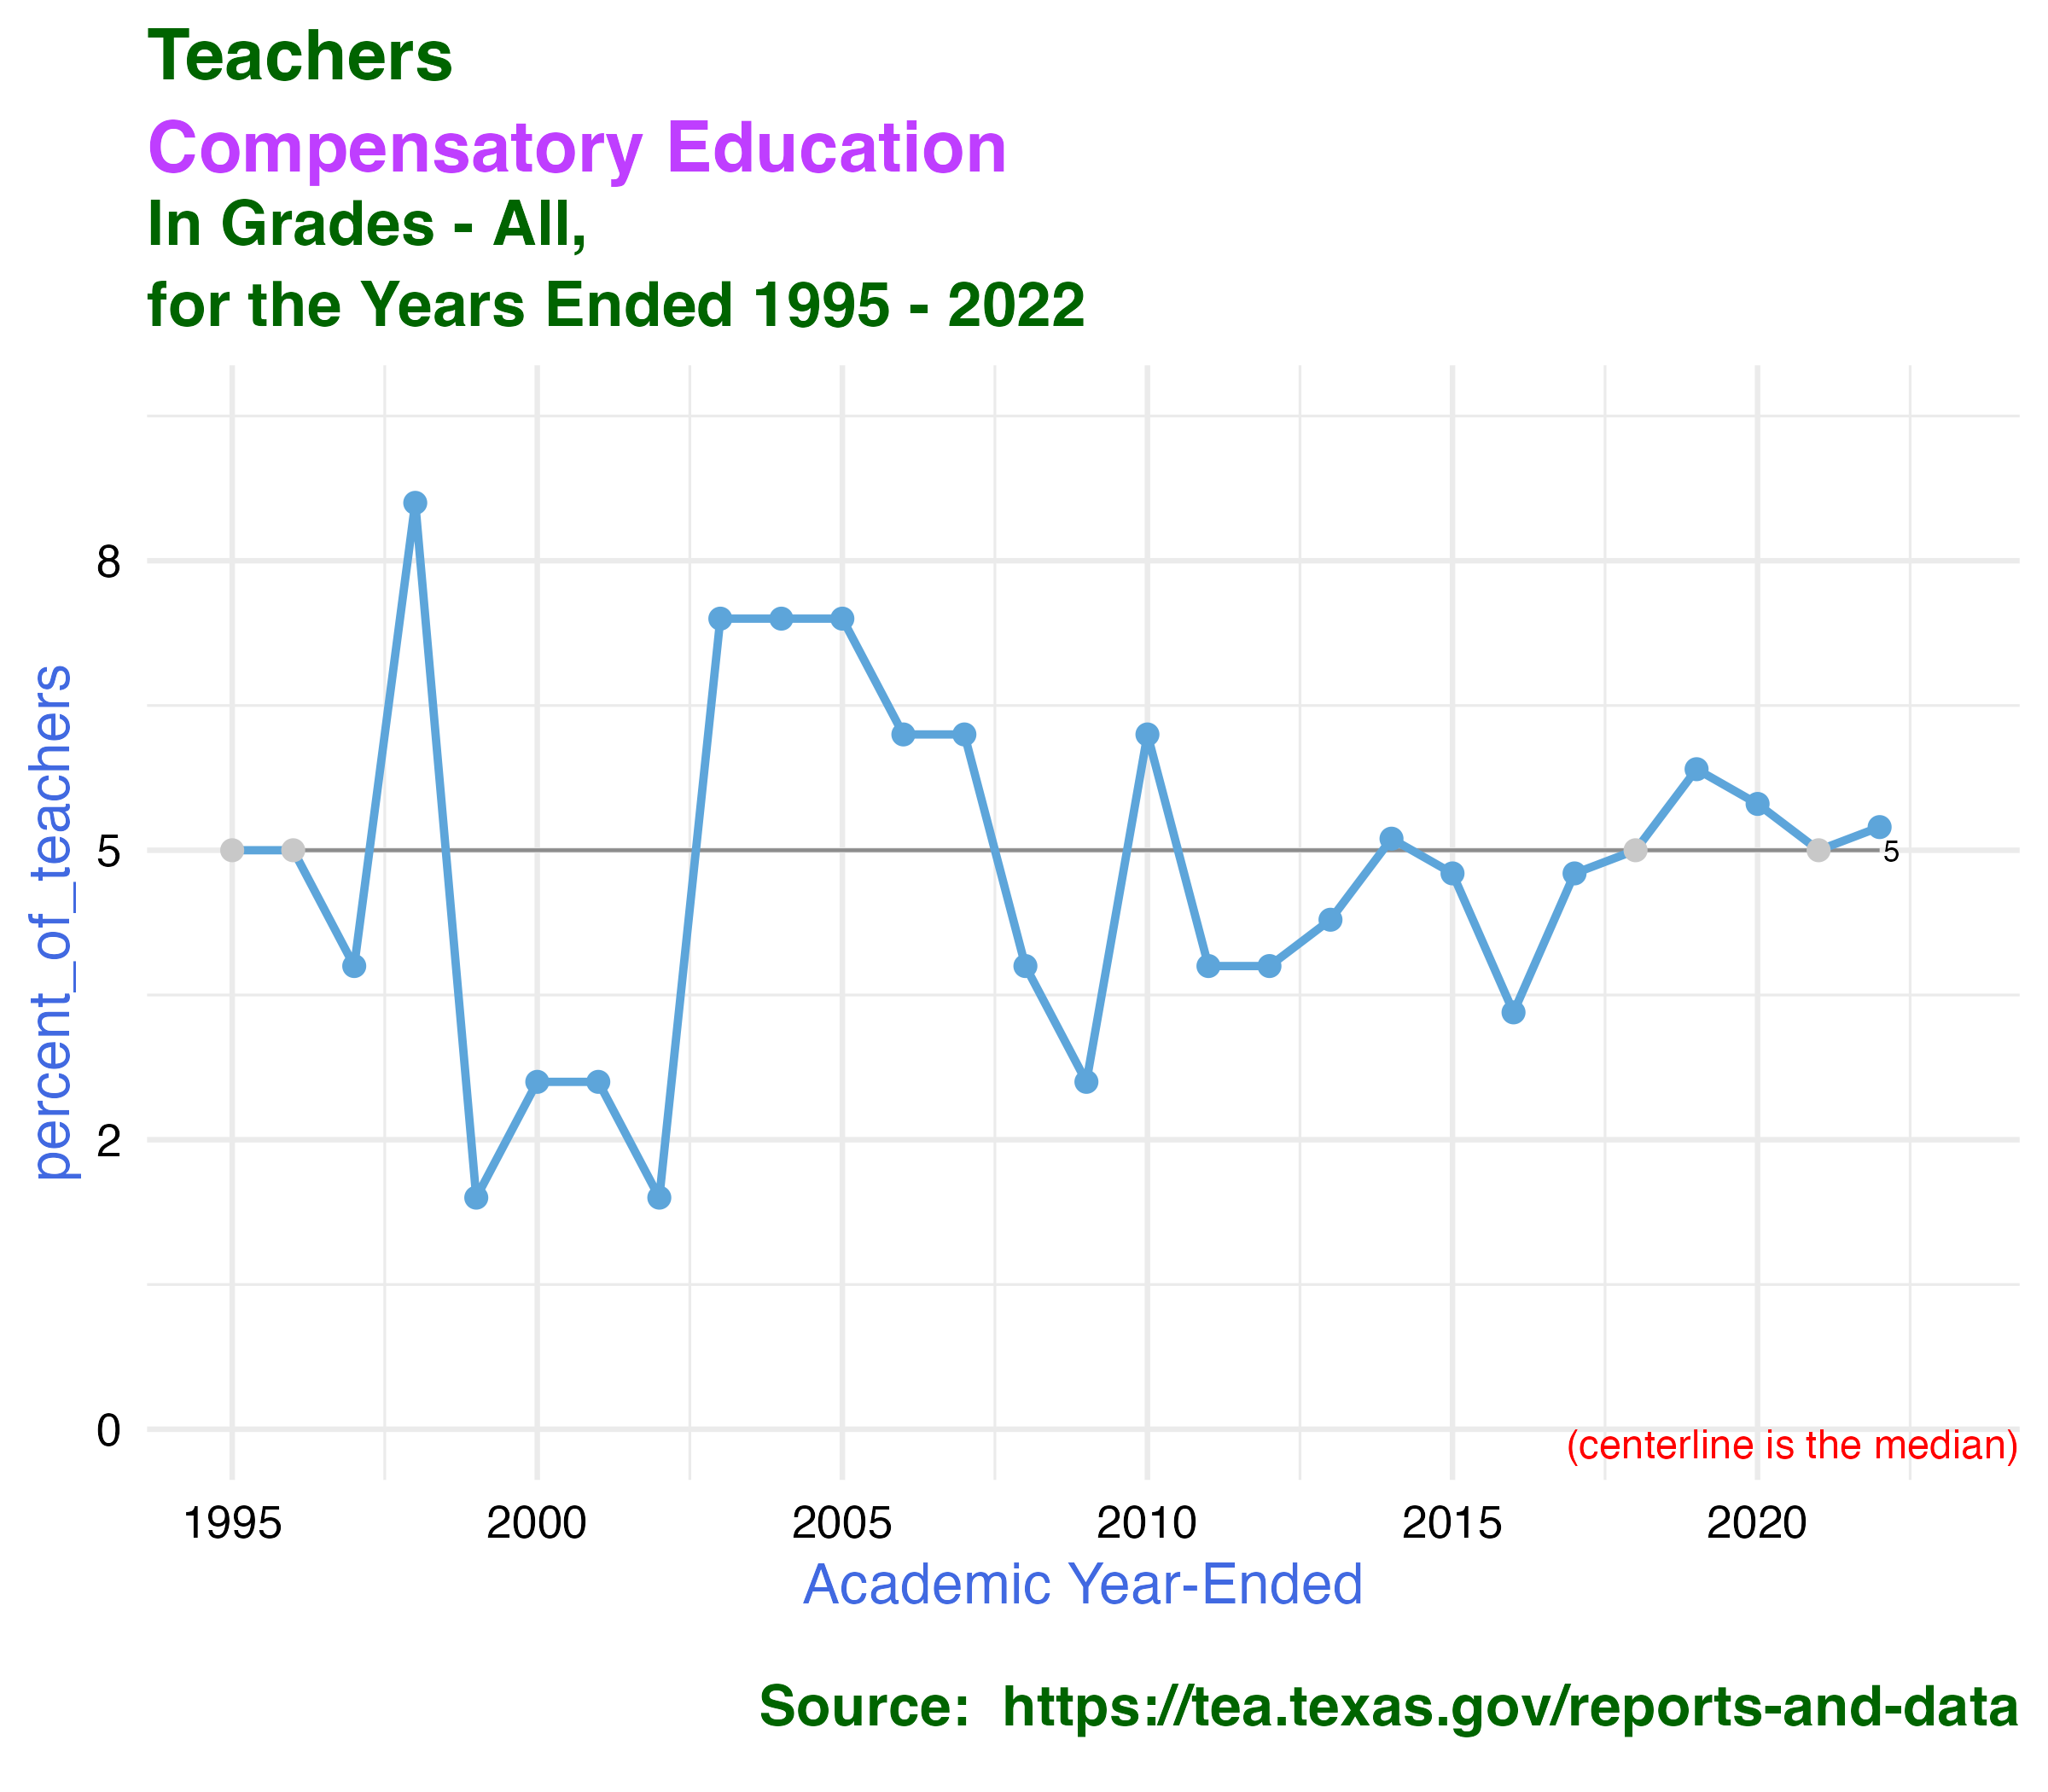 Teachers
Compensatory Education
In Grades - All,
for the Years Ended 1995 - 2022
percent_of_teachers
8
5
2
0
5
(centerline is the median)
1995 2000 2005 2010 2015 2020
Academic Year-Ended
Source:  https://tea.texas.gov/reports-and-data